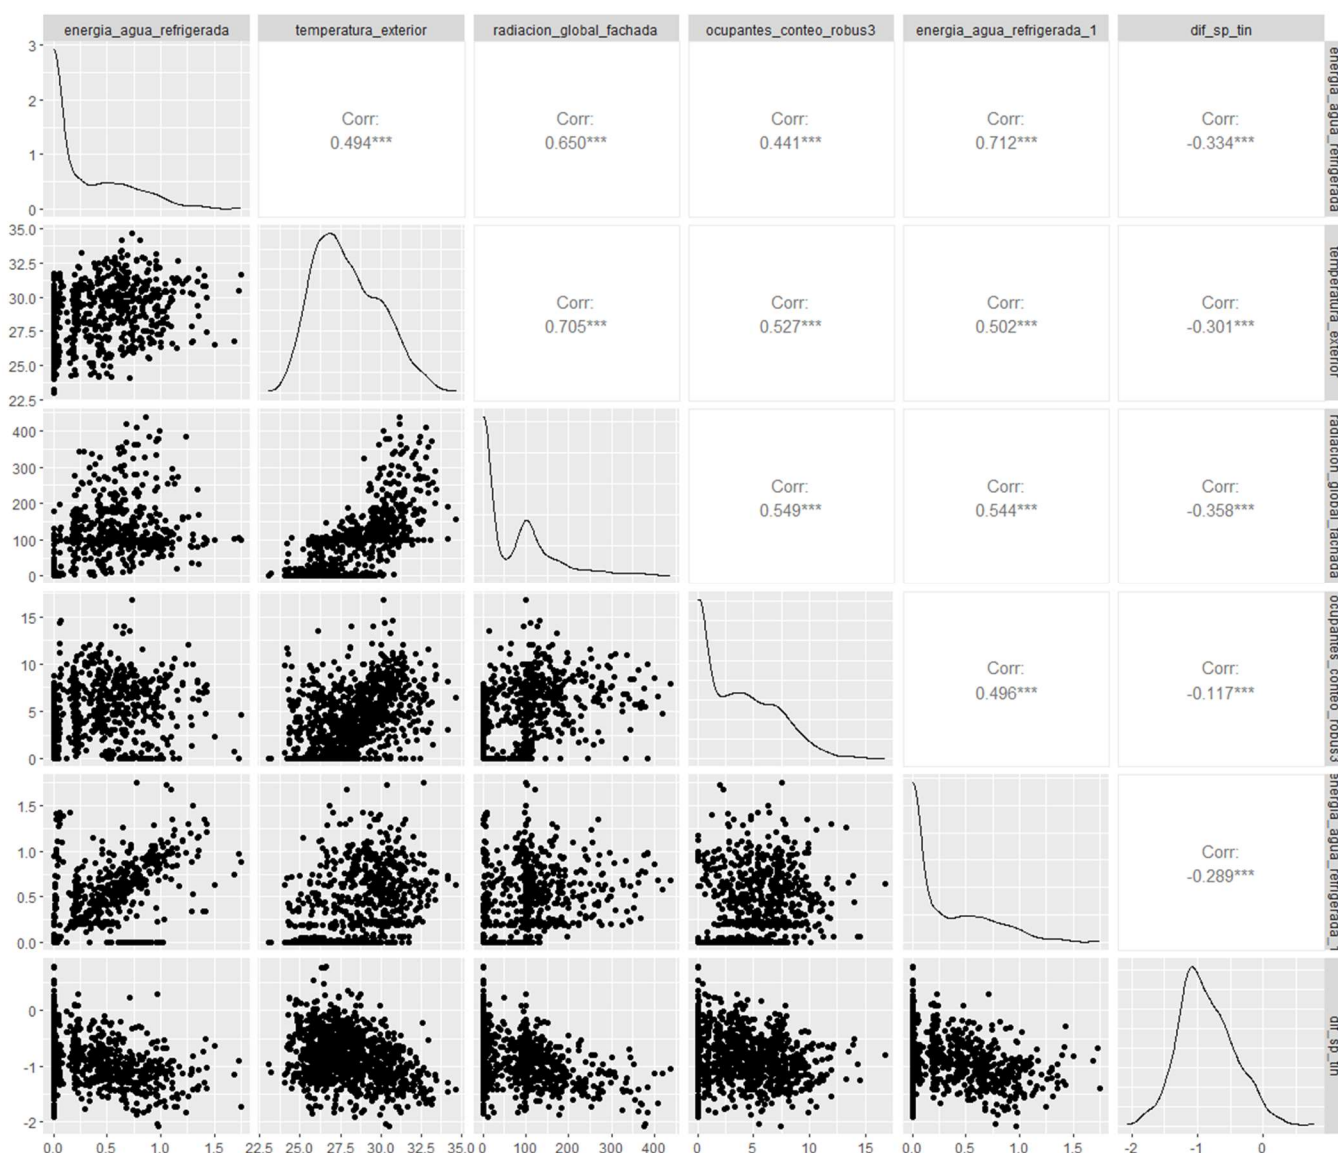 energia_agua_refrigerada temperatura_exterior radiacion_global_fachada ocupantes_conteo_robus3 energia_agua_refrigerada_1 dif_sp_tin
3
2
1
0
Corr:
0.494***
Corr:
0.650***
Corr:
0.441***
Corr:
0.712***
Corr:
-0.334***
energia_agua_refrigerada
35.0
32.5
30.0
27.5
25.0
22.5
Corr:
0.705***
Corr:
0.527***
Corr:
0.502***
Corr:
-0.301***
temperatura_exterior
400
300
200
100
0
Corr:
0.549***
Corr:
0.544***
Corr:
-0.358***
radiacion_global_fachada
15
10
5
0
Corr:
0.496***
Corr:
-0.117***
ocupantes_conteo_robus3
1.5
1.0
0.5
0.0
Corr:
-0.289***
energia_agua_refrigerada_1
0
-1
-2
dif_sp_tin
0.0 0.5 1.0 1.5 22.5 25.0 27.5 30.0 32.5 35.0 0 100 200 300 400 0 5 10 15 0.0 0.5 1.0 1.5 -2 -1 0